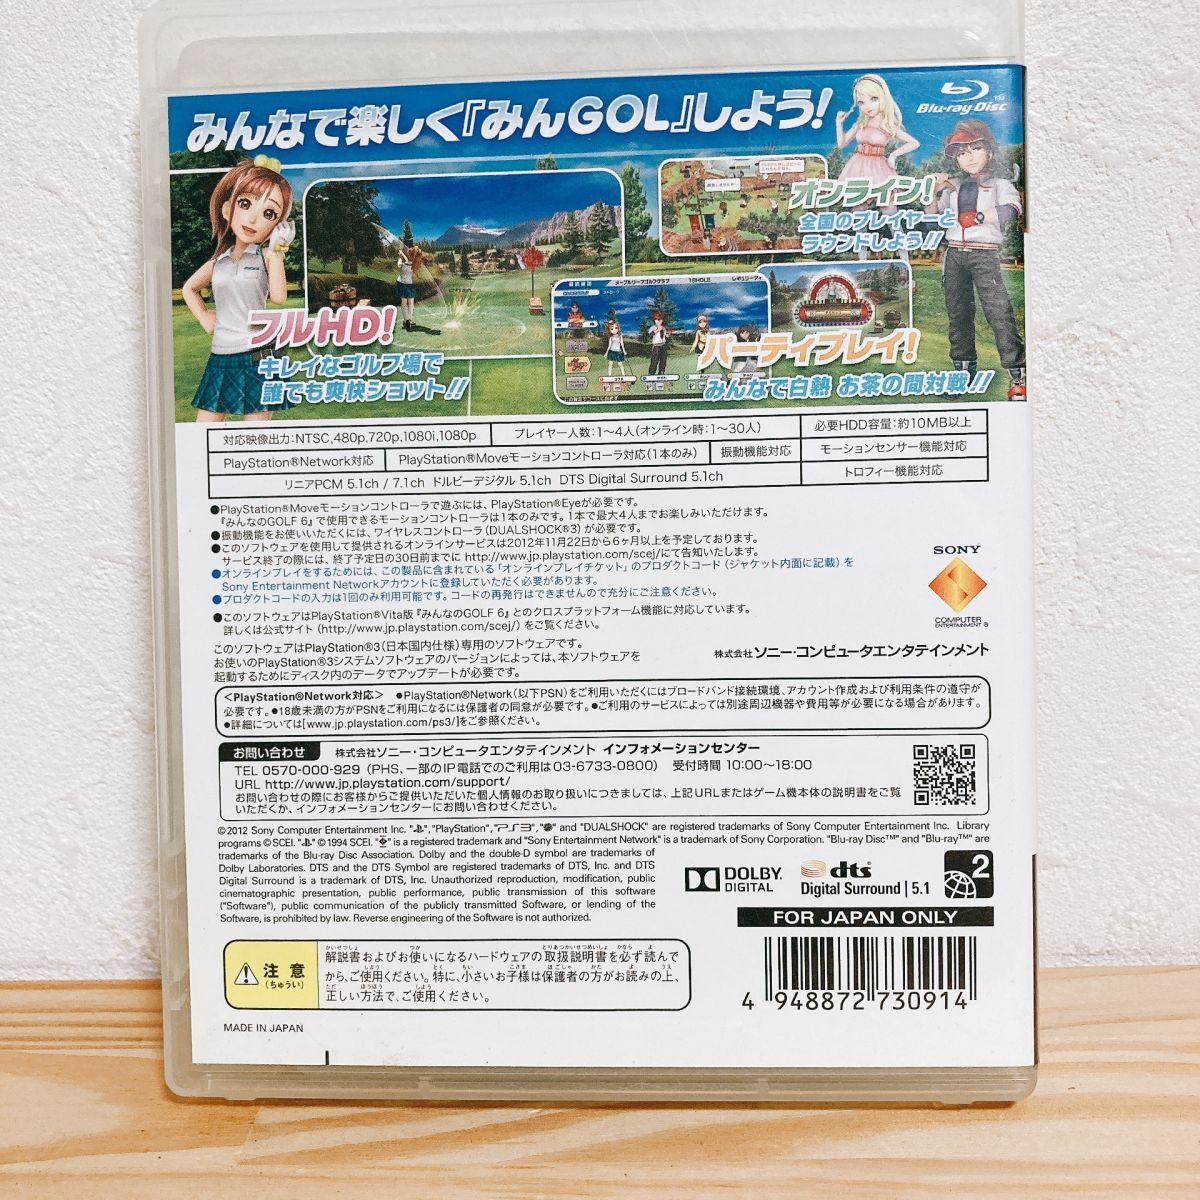 みんなで楽しく『みんGOL』しよう!
Blu-ray Disc
オンライン!
全国のプレイヤーと
ラウンドしよう!!
フルHD!
キレイなゴルフ場で
誰でも爽快ショット!!
メープルリーフゴルフクラブ
18HOLE
パーティプレイ!
みんなで白熱 お茶の間対戦!!
対応映像出力:NTSC,480p,720p,1080i,1080p
プレイヤー人数:1~4人(オンライン時:1~30人)
必要HDD容量:約10MB以上
PlayStation®Network対応
PlayStation®Moveモーションコントローラ対応(1本のみ)
振動機能対応
モーションセンサー機能対応
リニアPCM 5.1ch / 7.1ch ドルビーデジタル 5.1ch DTS Digital Surround 5.1ch
トロフィー機能対応
●PlayStation®Moveモーションコントローラで遊ぶには、PlayStation®Eyeが必要です。
『みんなのGOLF 6』で使用できるモーションコントローラは1本のみです。1本で最大4人までお楽しみいただけます。
●振動機能をお使いいただくには、ワイヤレスコントローラ(DUALSHOCK®3)が必要です。
●このソフトウェアを使用して提供されるオンラインサービスは2012年11月22日から6ヶ月以上を予定しております。
サービス終了の際には、終了予定日の30日前までに http://www.jp.playstation.com/scej/にて告知いたします。
●オンラインプレイをするためには、この製品に含まれている「オンラインプレイチケット」のプロダクトコード(ジャケット内面に記載)を
Sony Entertainment Networkアカウントに登録していただく必要があります。
●プロダクトコードの入力は1回のみ利用可能です。コードの再発行はできませんので充分にご注意ください。
●このソフトウェアはPlayStation®Vita版『みんなのGOLF 6』とのクロスプラットフォーム機能に対応しています。
詳しくは公式サイト(http://www.jp.playstation.com/scej/)をご覧ください。
SONY
COMPUTER
ENTERTAINMENT®
このソフトウェアはPlayStation®3(日本国内仕様)専用のソフトウェアです。
お使いのPlayStation®3システムソフトウェアのバージョンによっては、本ソフトウェアを
起動するためにディスク内のデータでアップデートが必要です。
株式会社 ソニー・コンピュータエンタテインメント
<PlayStation®Network対応> ●PlayStation®Network(以下PSN)をご利用いただくにはブロードバンド接続環境、アカウント作成および利用条件の遵守が
必要です。●18歳未満の方がPSNをご利用になるには保護者の同意が必要です。●ご利用のサービスによっては別途周辺機器や費用等が必要になる場合があります。
●詳細については[www.jp.playstation.com/ps3/]をご参照ください。
お問い合わせ 株式会社ソニー・コンピュータエンタテインメント インフォメーションセンター
TEL 0570-000-929(PHS、一部のIP電話でのご利用は03-6733-0800) 受付時間 10:00~18:00
URL http://www.jp.playstation.com/support/
お問い合わせの際にお客様からご提供いただいた個人情報のお取り扱いにつきましては、上記URLまたはゲーム機本体の説明書をご覧
いただくか、インフォメーションセンターにお問い合わせください。
©2012 Sony Computer Entertainment Inc. "", "PlayStation", "PS3", "" and "DUALSHOCK" are registered trademarks of Sony Computer Entertainment Inc. Library
programs ©SCEI. "" ©1994 SCEI. "" is a registered trademark and "Sony Entertainment Network" is a trademark of Sony Corporation. "Blu-ray Disc™" and "Blu-ray™" are
trademarks of the Blu-ray Disc Association. Dolby and the double-D symbol are trademarks of
Dolby Laboratories. DTS and the DTS Symbol are registered trademarks of DTS, Inc. and DTS
Digital Surround is a trademark of DTS, Inc. Unauthorized reproduction, modification, public
cinematographic presentation, public performance, public transmission of this software
("Software"), public communication of the publicly transmitted Software, or lending of the
Software, is prohibited by law. Reverse engineering of the Software is not authorized.
DOLBY
DIGITAL
dts
Digital Surround | 5.1
2
FOR JAPAN ONLY
注意
(ちゅうい)
解説書およびお使いになるハードウェアの取扱説明書を必ず読んで
から、ご使用ください。特に、小さいお子様は保護者の方がお読みの上、
正しい方法で、ご使用ください。
4 948872 730914
MADE IN JAPAN